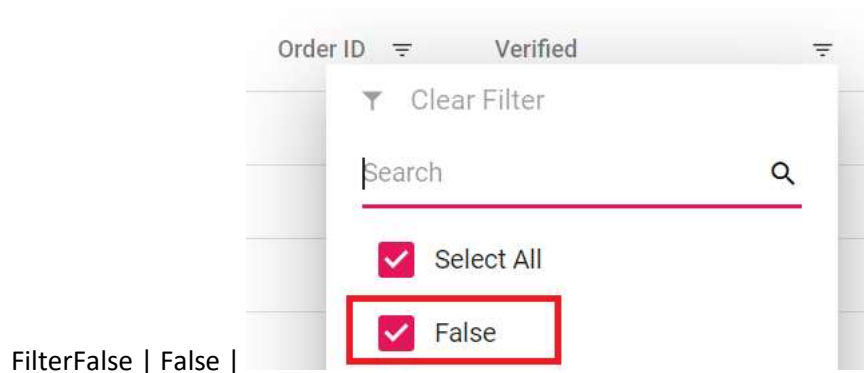 Order ID Verified
Clear Filter
Search
Select All
False
FilterFalse | False |